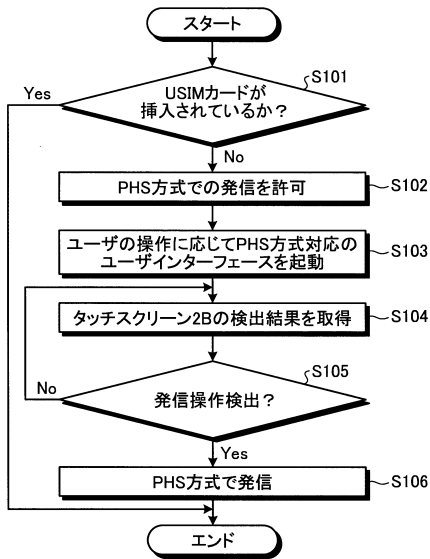 スタート
S101
USIMカードが
挿入されているか？
Yes
No
PHS方式での発信を許可
S102
ユーザの操作に応じてPHS方式対応の
ユーザインターフェースを起動
S103
タッチスクリーン2Bの検出結果を取得
S104
S105
発信操作検出？
No
Yes
PHS方式で発信
S106
エンド